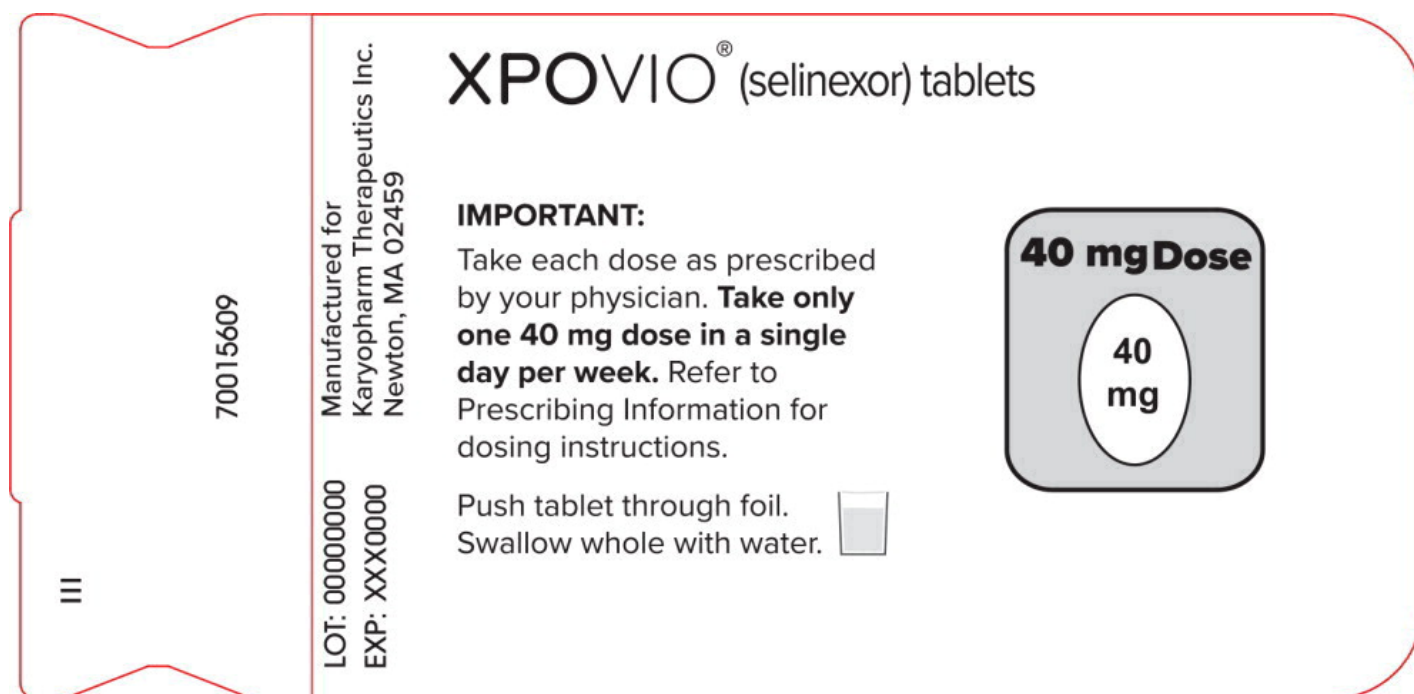 XPOVIO® (selinexor) tablets
IMPORTANT:
Take each dose as prescribed
by your physician. Take only
one 40 mg dose in a single
day per week. Refer to
Prescribing Information for
dosing instructions.
Push tablet through foil.
Swallow whole with water.
40 mg Dose
40
mg
Manufactured for
Karyopharm Therapeutics Inc.
Newton, MA 02459
LOT: 00000000
EXP: XXX0000
70015609
III